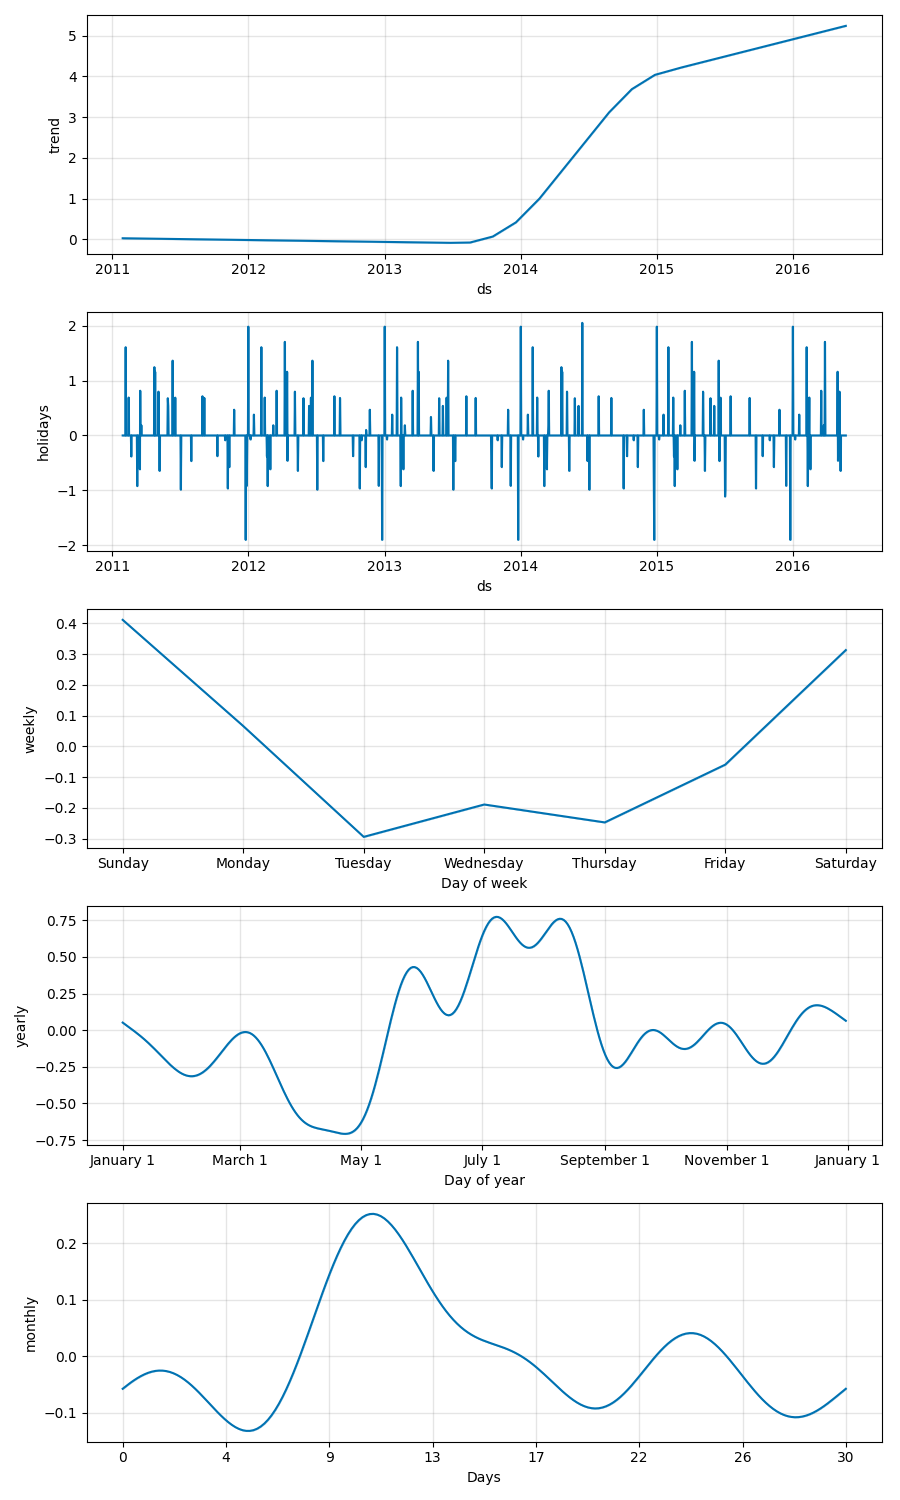 5
4
3
2
1
0
trend
2011 2012 2013 2014 2015 2016
ds
2
1
0
−1
−2
holidays
2011 2012 2013 2014 2015 2016
ds
0.4
0.3
0.2
0.1
0.0
−0.1
−0.2
−0.3
weekly
Sunday Monday Tuesday Wednesday Thursday Friday Saturday
Day of week
0.75
0.50
0.25
0.00
−0.25
−0.50
−0.75
yearly
January 1 March 1 May 1 July 1 September 1 November 1 January 1
Day of year
0.2
0.1
0.0
−0.1
monthly
0 4 9 13 17 22 26 30
Days